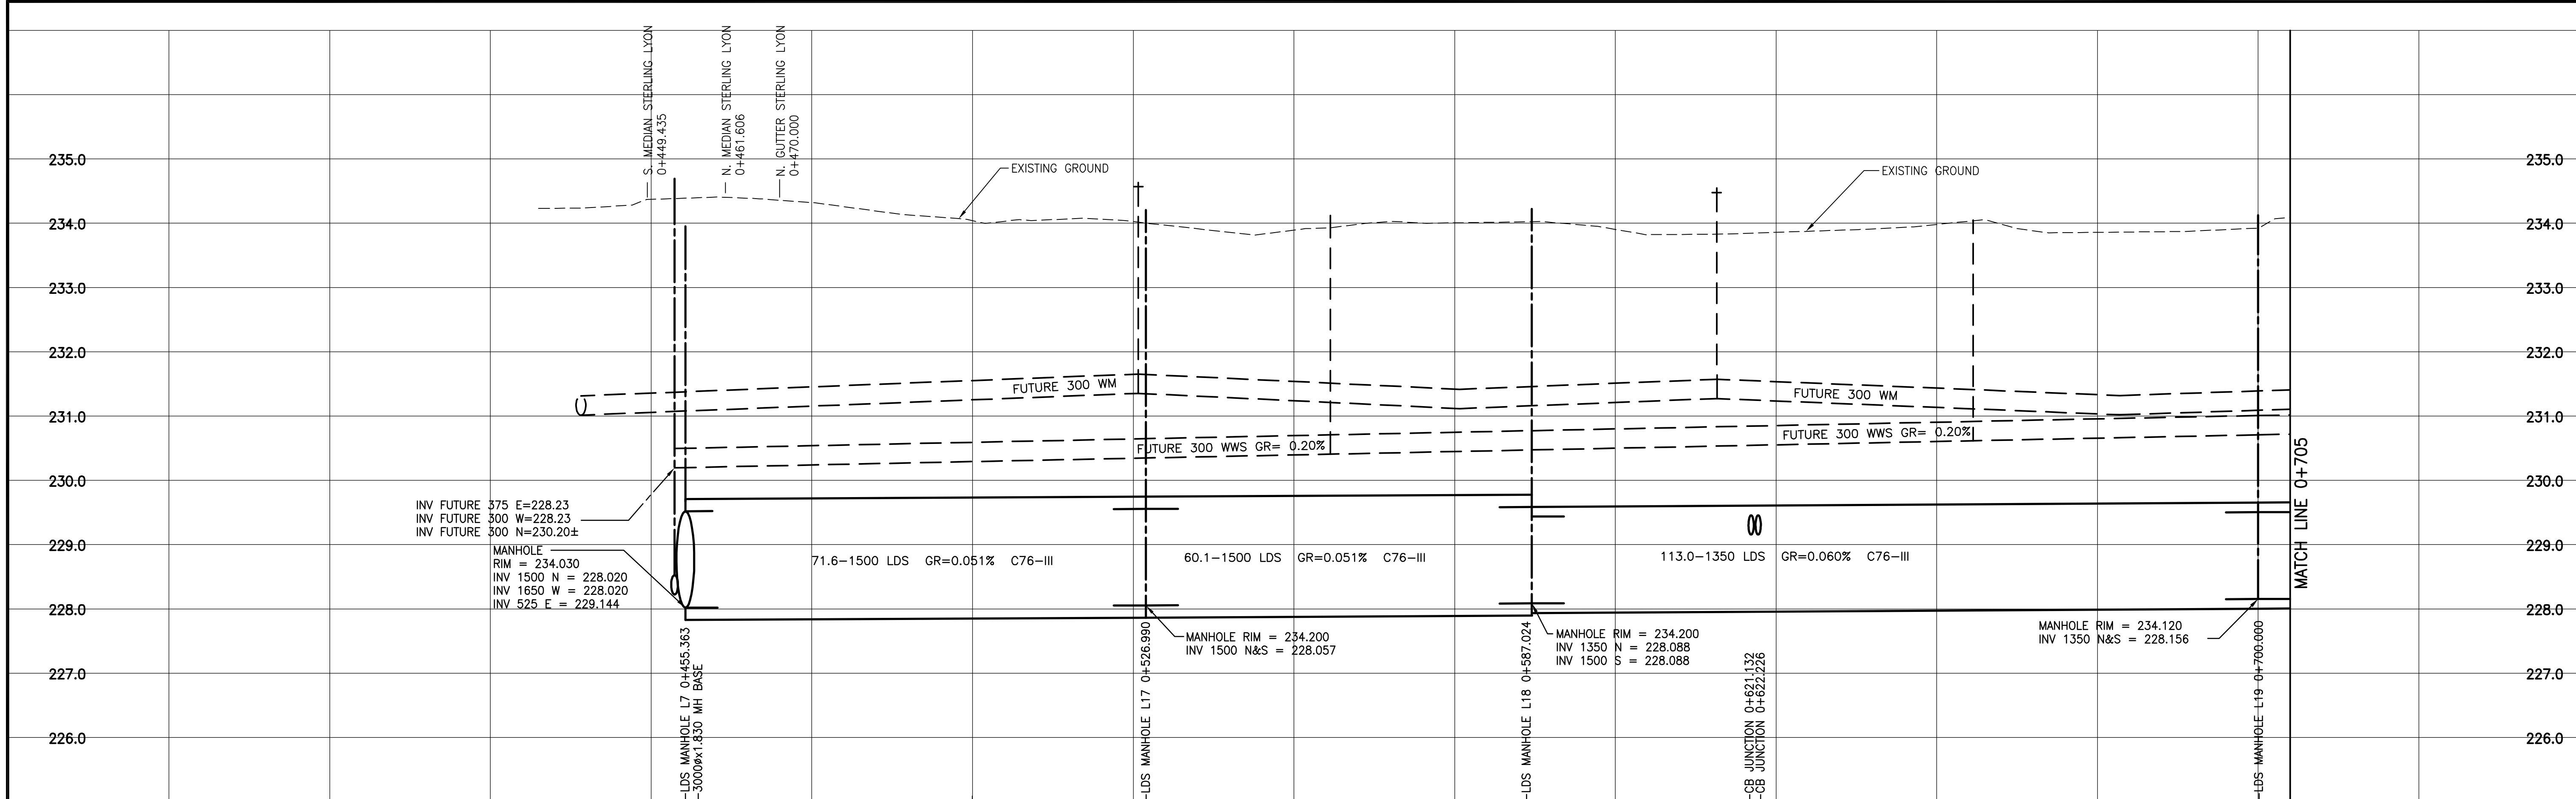 S. MEDIAN STERLING LYON
0+449.435
N. MEDIAN STERLING LYON
0+461.606
N. GUTTER STERLING LYON
0+470.000
235.0
235.0
EXISTING GROUND
EXISTING GROUND
234.0
234.0
233.0
233.0
232.0
232.0
FUTURE 300 WM
FUTURE 300 WM
231.0
231.0
FUTURE 300 WWS GR= 0.20%
FUTURE 300 WWS GR= 0.20%
230.0
230.0
MATCH LINE 0+705
INV FUTURE 375 E=228.23
INV FUTURE 300 W=228.23
INV FUTURE 300 N=230.20±
229.0
229.0
MANHOLE
RIM = 234.030
INV 1500 N = 228.020
INV 1650 W = 228.020
INV 525 E = 229.144
71.6-1500 LDS GR=0.051% C76-III
60.1-1500 LDS GR=0.051% C76-III
113.0-1350 LDS GR=0.060% C76-III
228.0
228.0
MANHOLE RIM = 234.200
INV 1500 N&S = 228.057
MANHOLE RIM = 234.200
INV 1350 N = 228.088
INV 1500 S = 228.088
MANHOLE RIM = 234.120
INV 1350 N&S = 228.156
227.0
227.0
226.0
226.0
LDS MANHOLE L7 0+455.363
3000øx1.830 MH BASE
LDS MANHOLE L17 0+526.990
LDS MANHOLE L18 0+587.024
CB JUNCTION 0+621.132
CB JUNCTION 0+622.226
LDS MANHOLE L19 0+700.000